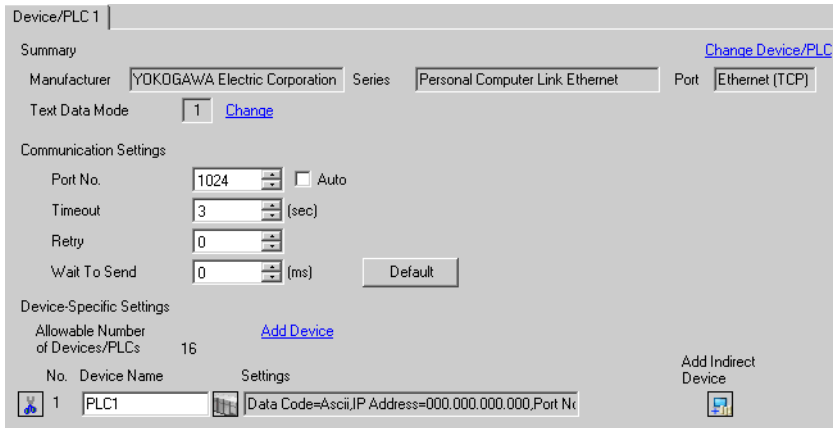 Device/PLC 1
Summary
Change Device/PLC
Manufacturer YOKOGAWA Electric Corporation Series Personal Computer Link Ethernet Port Ethernet (TCP)
Text Data Mode 1 Change
Communication Settings
Port No. 1024 Auto
Timeout 3 (sec)
Retry 0
Wait To Send 0 (ms) Default
Device-Specific Settings
Allowable Number Add Device
of Devices/PLCs 16
Add Indirect
No. Device Name Settings Device
1 PLC1 Data Code=Ascii,IP Address=000.000.000.000,Port